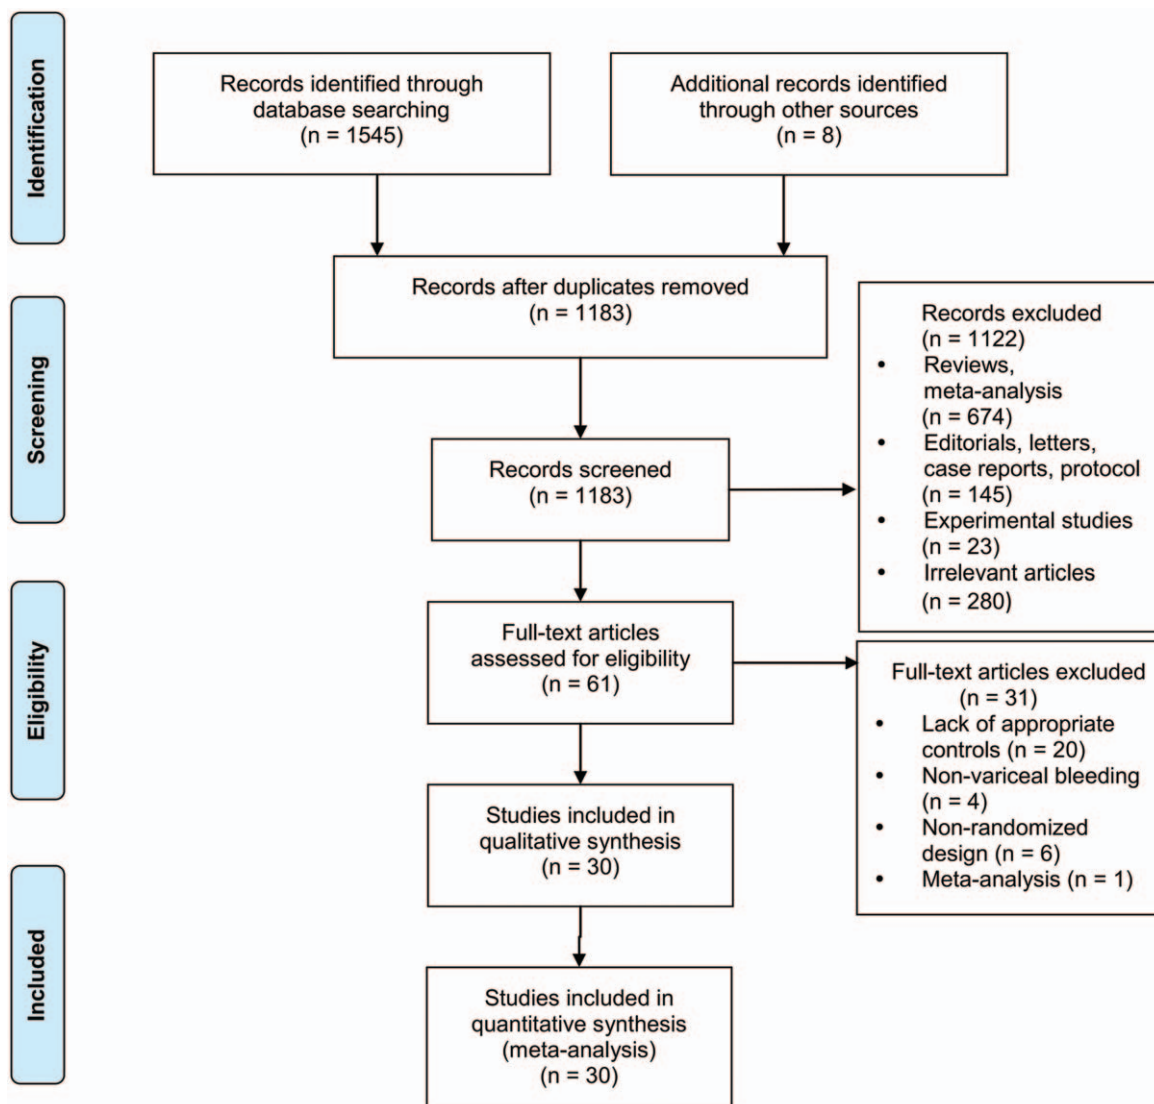 Identification
Records identified through
database searching
(n = 1545)
Additional records identified
through other sources
(n = 8)
Records after duplicates removed
(n = 1183)
Screening
Records screened
(n = 1183)
Records excluded
(n = 1122)
• Reviews,
meta-analysis
(n = 674)
• Editorials, letters,
case reports, protocol
(n = 145)
• Experimental studies
(n = 23)
• Irrelevant articles
(n = 280)
Eligibility
Full-text articles
assessed for eligibility
(n = 61)
Full-text articles excluded
(n = 31)
• Lack of appropriate
controls (n = 20)
• Non-variceal bleeding
(n = 4)
• Non-randomized
design (n = 6)
• Meta-analysis (n = 1)
Studies included in
qualitative synthesis
(n = 30)
Included
Studies included in
quantitative synthesis
(meta-analysis)
(n = 30)